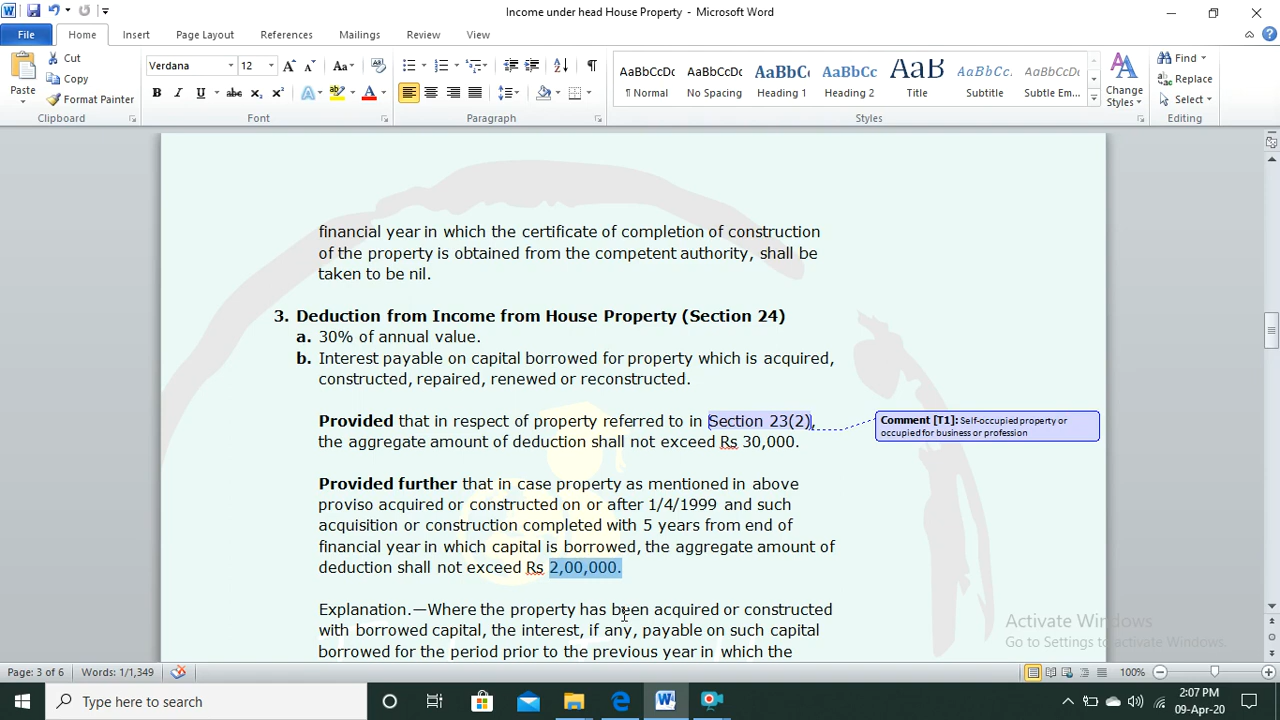 Income under head House Property - Microsoft Word
File Home Insert Page Layout References Mailings Review View
Paste
Cut
Copy
Format Painter
Clipboard
Verdana 12
Font
Paragraph
AaBbCcDc AaBbCcDc AaBbCc AaBbCc AaB AaBbCcL AaBbCcDc
¶ Normal No Spacing Heading 1 Heading 2 Title Subtitle Subtle Em...
Styles
Change Styles
Find
Replace
Select
Editing
financial year in which the certificate of completion of construction
of the property is obtained from the competent authority, shall be
taken to be nil.
3. Deduction from Income from House Property (Section 24)
a. 30% of annual value.
b. Interest payable on capital borrowed for property which is acquired,
constructed, repaired, renewed or reconstructed.
Provided that in respect of property referred to in Section 23(2),
the aggregate amount of deduction shall not exceed Rs 30,000.
Comment [T1]: Self-occupied property or
occupied for business or profession
Provided further that in case property as mentioned in above
proviso acquired or constructed on or after 1/4/1999 and such
acquisition or construction completed with 5 years from end of
financial year in which capital is borrowed, the aggregate amount of
deduction shall not exceed Rs 2,00,000.
Explanation.—Where the property has been acquired or constructed
with borrowed capital, the interest, if any, payable on such capital
borrowed for the period prior to the previous year in which the
Activate Windows
Go to Settings to activate Windows.
Page: 3 of 6 Words: 1/1,349 100%
Type here to search
2:07 PM
09-Apr-20